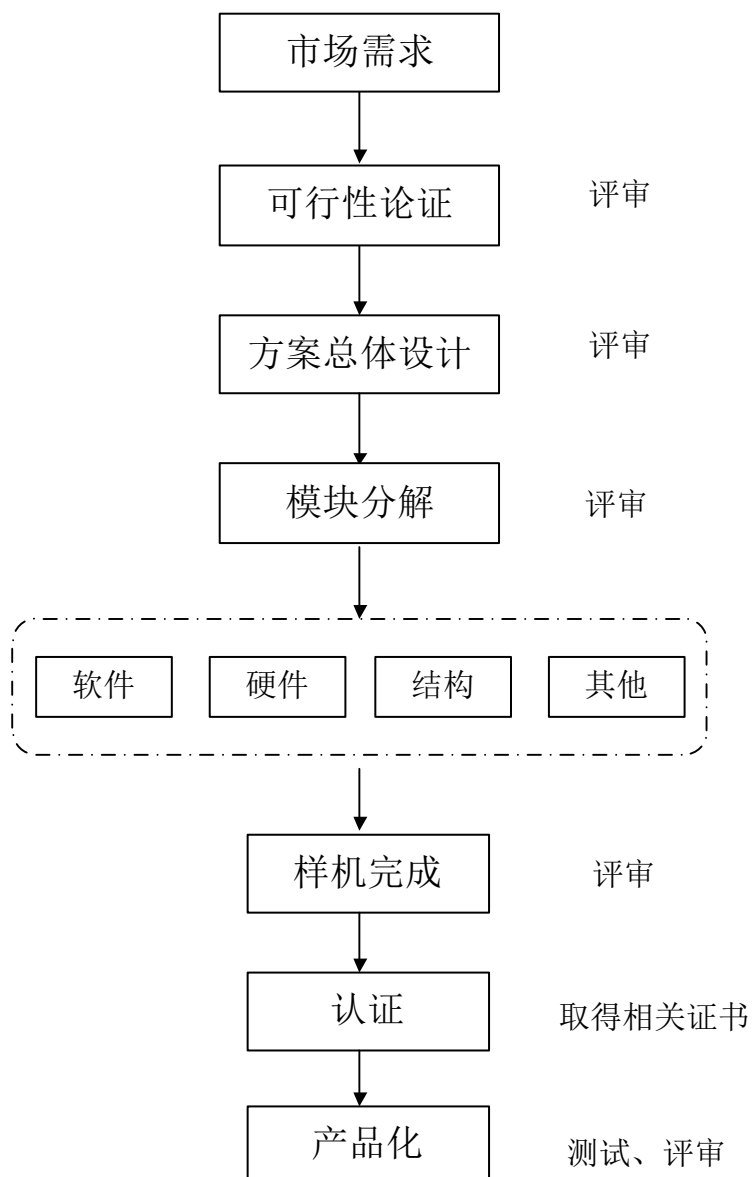 市场需求
可行性论证
评审
方案总体设计
评审
模块分解
评审
软件
硬件
结构
其他
样机完成
评审
认证
取得相关证书
产品化
测试、评审